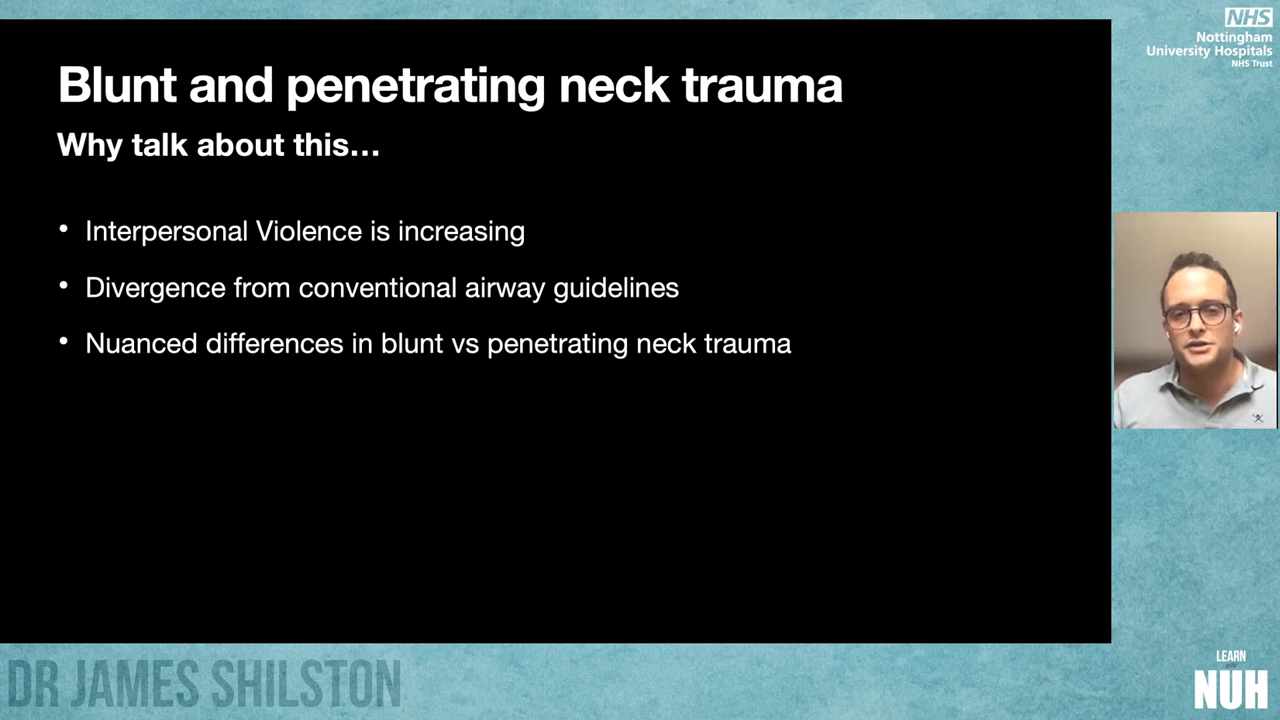 Blunt and penetrating neck trauma
Why talk about this…
• Interpersonal Violence is increasing
• Divergence from conventional airway guidelines
• Nuanced differences in blunt vs penetrating neck trauma
NHS
Nottingham
University Hospitals
NHS Trust
DR JAMES SHILSTON
LEARN
NUH